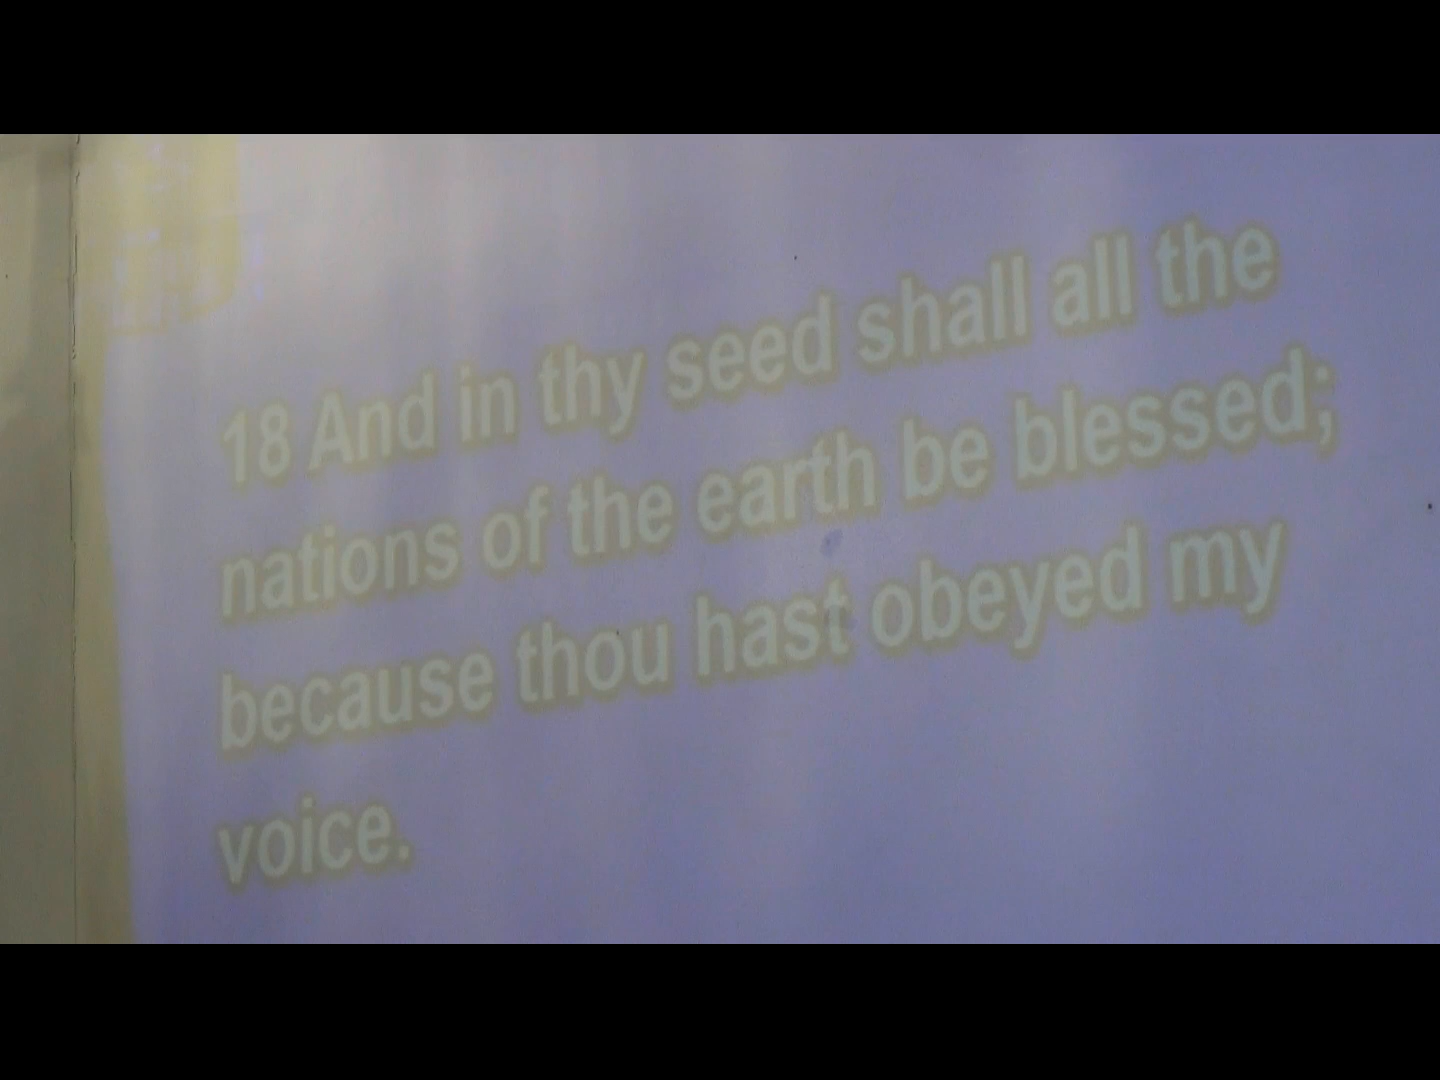 18 And in thy seed shall all the
nations of the earth be blessed;
because thou hast obeyed my
voice.